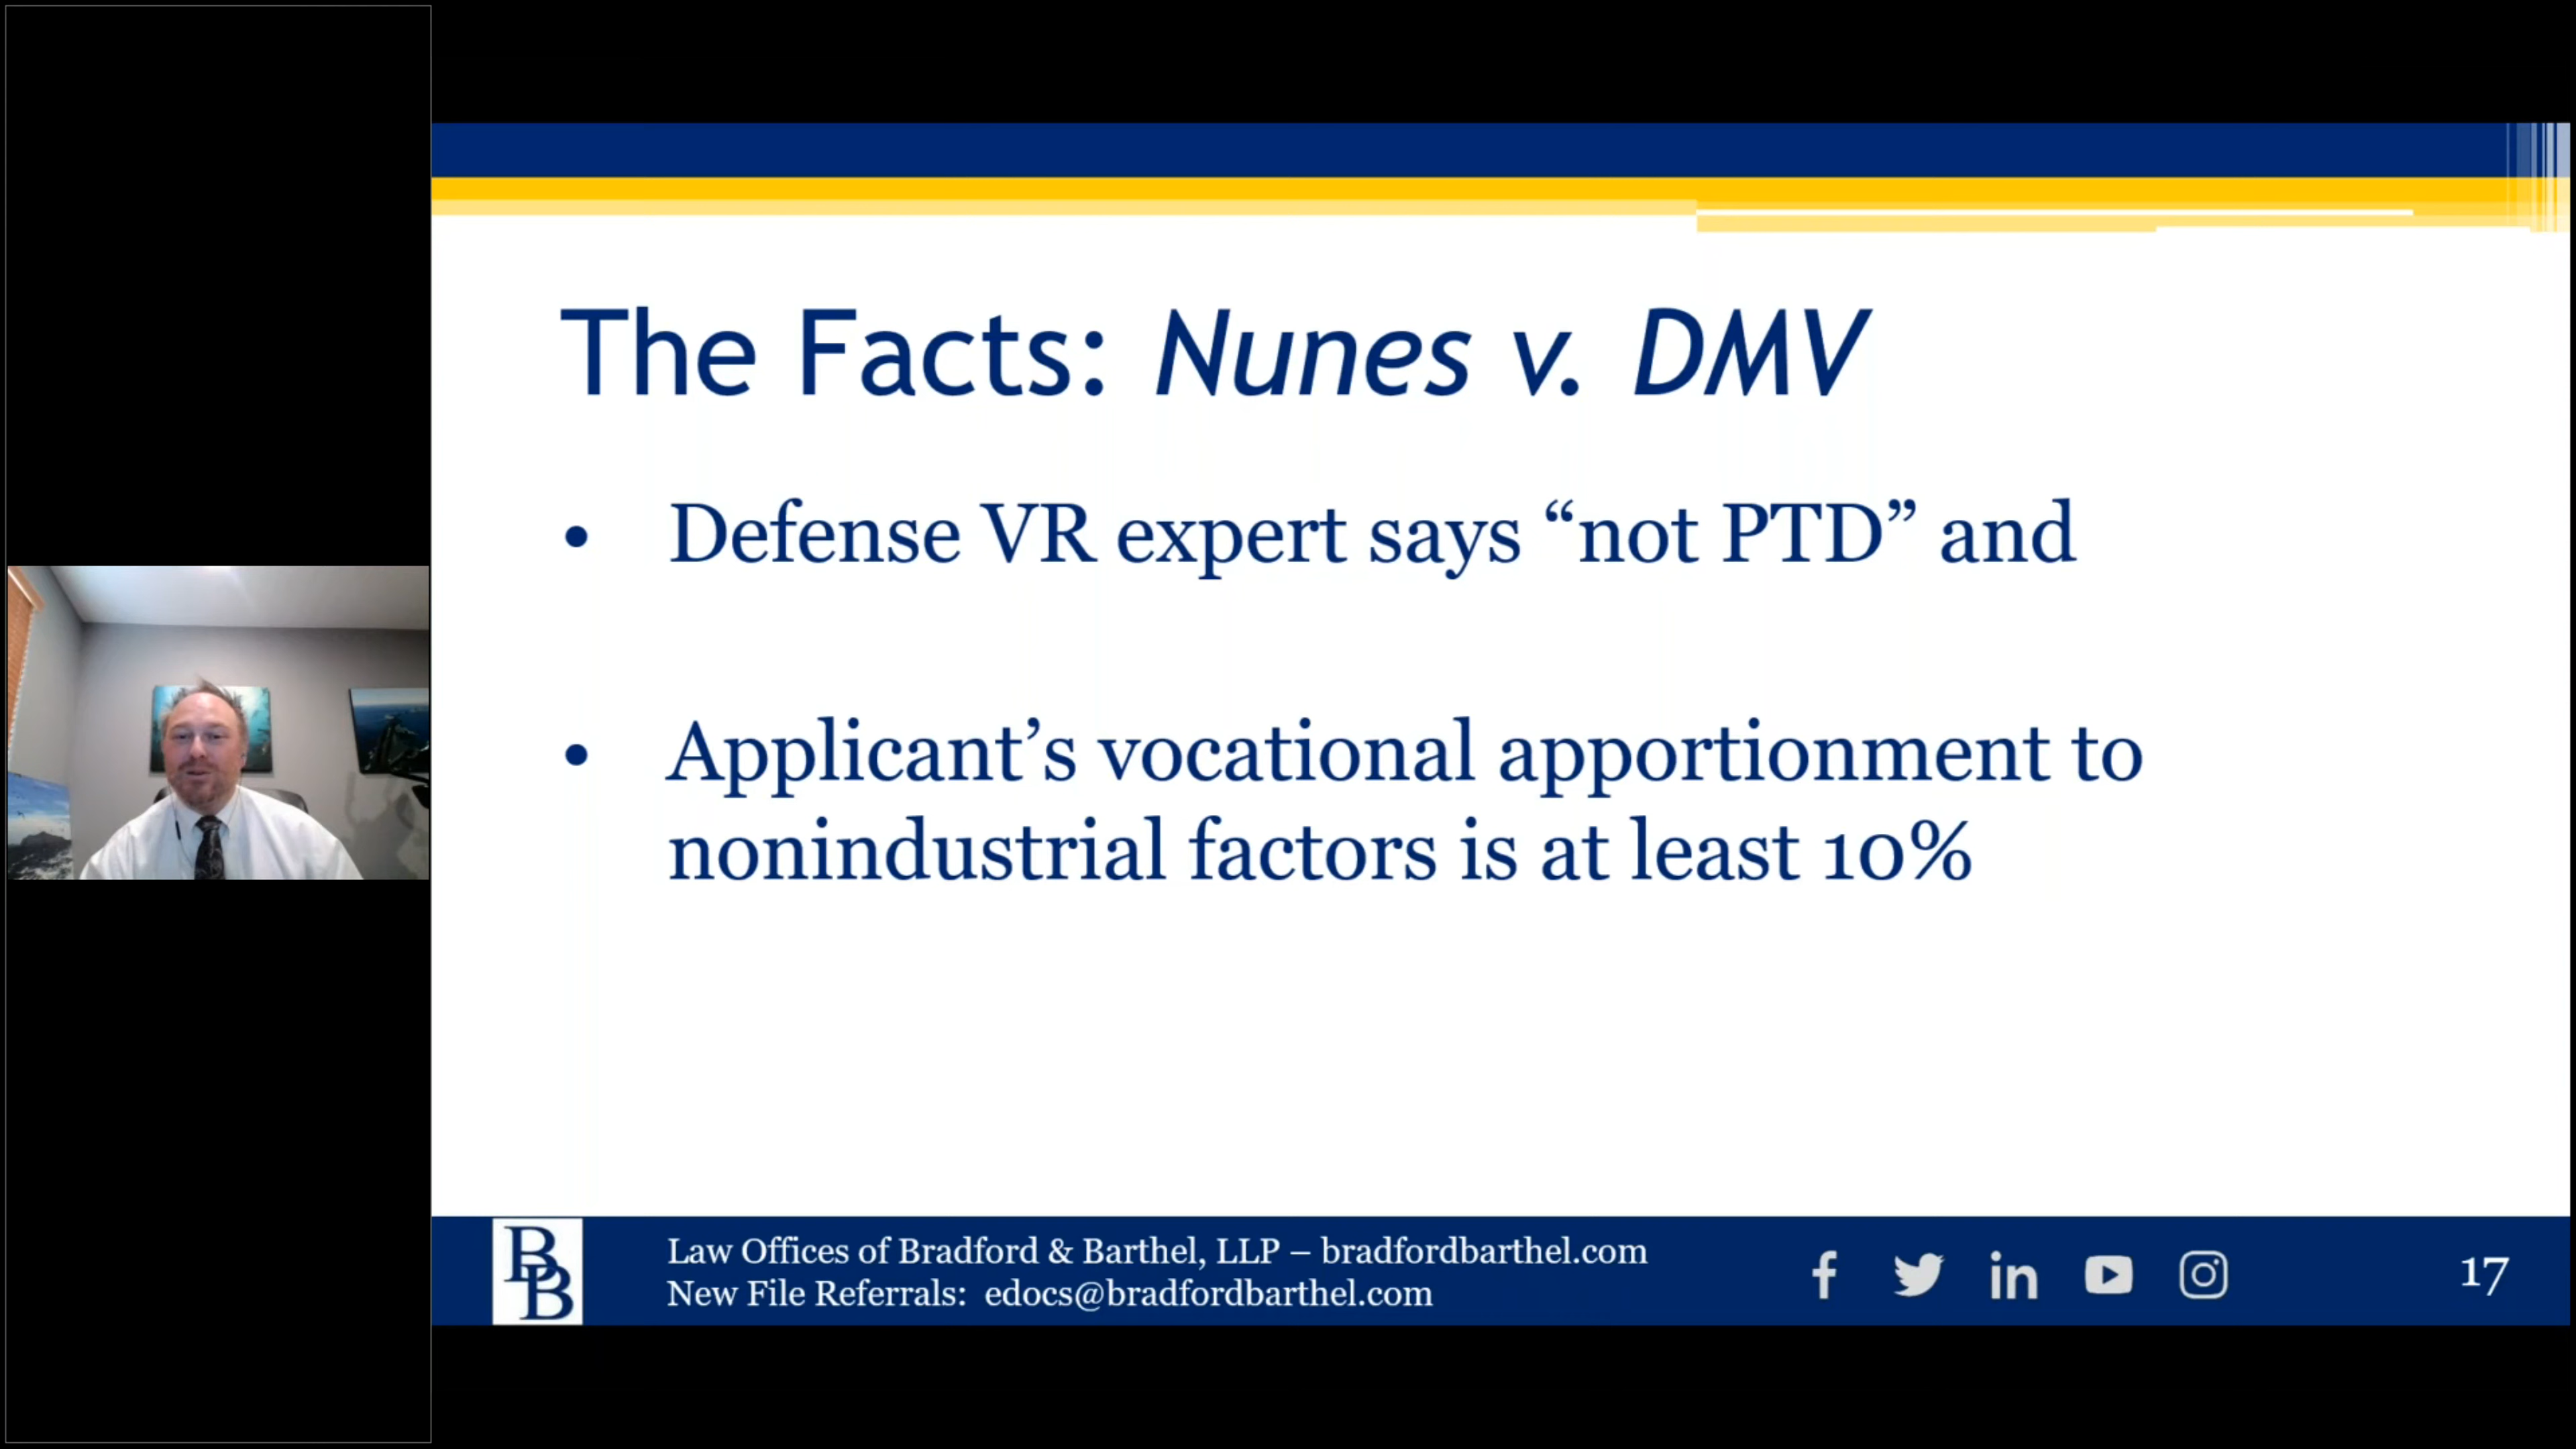 The Facts: Nunes v. DMV
• Defense VR expert says “not PTD” and
• Applicant’s vocational apportionment to
nonindustrial factors is at least 10%
BB
Law Offices of Bradford & Barthel, LLP – bradfordbarthel.com
New File Referrals: edocs@bradfordbarthel.com
17